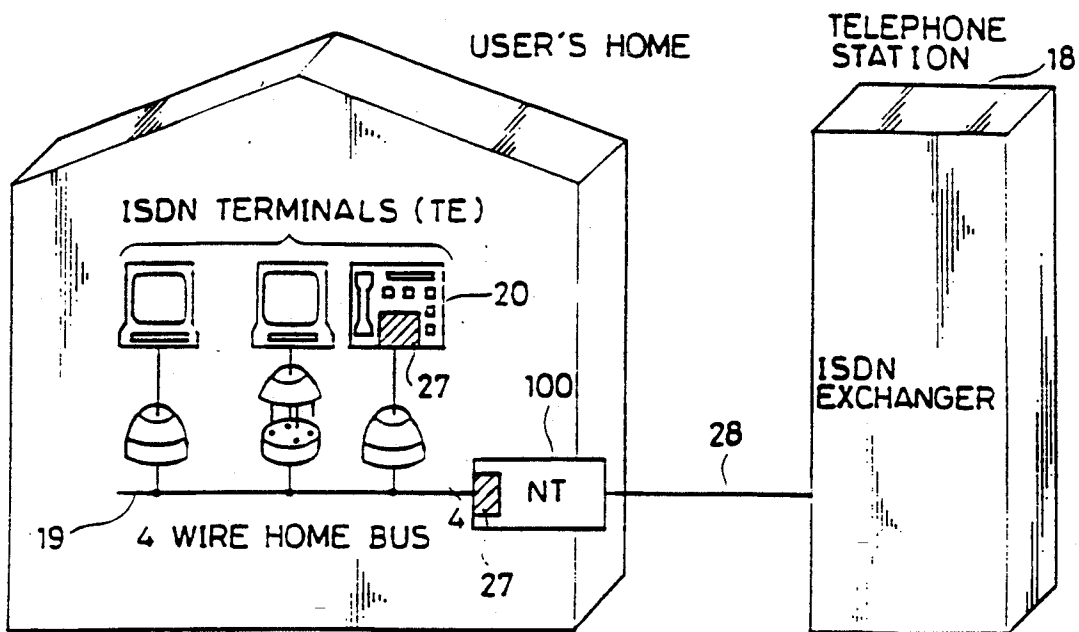 USER'S HOME
TELEPHONE
STATION
18
ISDN TERMINALS (TE)
20
27
100
ISDN
EXCHANGER
28
NT
4
19
4 WIRE HOME BUS
27